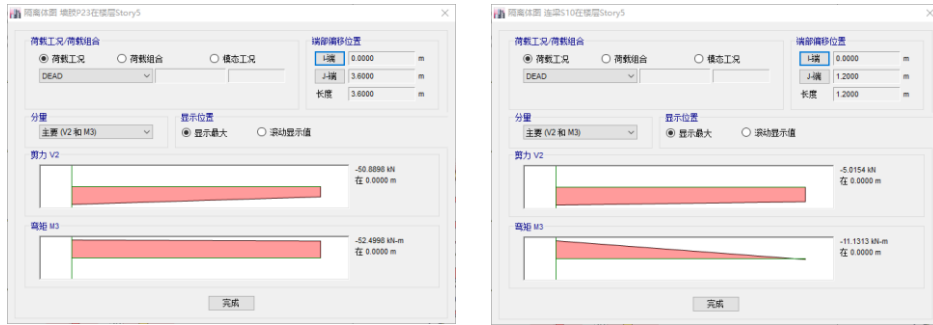 隔离体图 墙肢P23在楼层Story5
荷载工况/荷载组合
荷载工况 荷载组合 模态工况
DEAD
端部偏移位置
I-端 0.0000 m
J-端 3.6000 m
长度 3.6000 m
分量
主要 (V2 和 M3)
显示位置
显示最大 滚动显示值
剪力 V2
-50.8898 kN
在 0.0000 m
弯矩 M3
-52.4998 kN-m
在 0.0000 m
完成
隔离体图 连梁S10在楼层Story5
荷载工况/荷载组合
荷载工况 荷载组合 模态工况
DEAD
端部偏移位置
I-端 0.0000 m
J-端 1.2000 m
长度 1.2000 m
分量
主要 (V2 和 M3)
显示位置
显示最大 滚动显示值
剪力 V2
-5.0154 kN
在 0.0000 m
弯矩 M3
-11.1313 kN-m
在 0.0000 m
完成